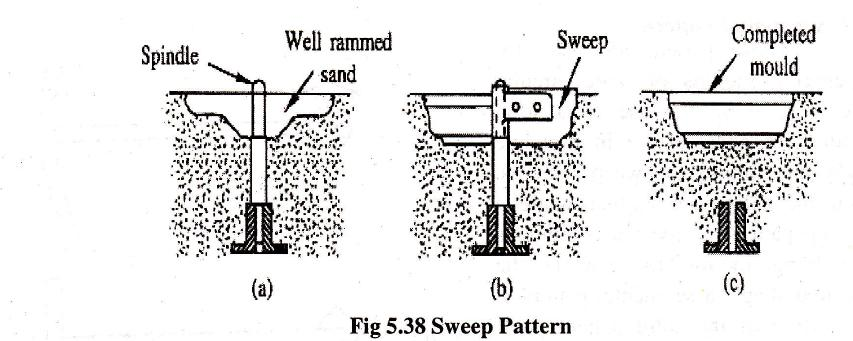 Spindle
Well rammed
sand
Sweep
Completed
mould
(a)
(b)
(c)
Fig 5.38 Sweep Pattern